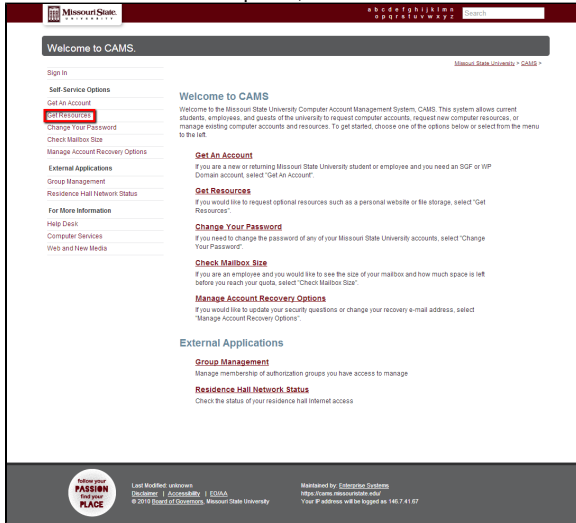 Missouri State.
UNIVERSITY
a b c d e f g h i j k l m n
o p q r s t u v w x y z
Search
Welcome to CAMS.
Missouri State University > CAMS >
Sign In
Self-Service Options
Get An Account
Get Resources
Change Your Password
Check Mailbox Size
Manage Account Recovery Options
External Applications
Group Management
Residence Hall Network Status
For More Information
Help Desk
Computer Services
Web and New Media
Welcome to CAMS
Welcome to the Missouri State University Computer Account Management System, CAMS. This system allows current
students, employees, and guests of the university to request computer accounts, request new computer resources, or
manage existing computer accounts and resources. To get started, choose one of the options below or select from the menu
to the left.
Get An Account
If you are a new or returning Missouri State University student or employee and you need an SGF or WP
Domain account, select "Get An Account".
Get Resources
If you would like to request optional resources such as a personal website or file storage, select "Get
Resources".
Change Your Password
If you need to change the password of any of your Missouri State University accounts, select "Change
Your Password".
Check Mailbox Size
If you are an employee and you would like to see the size of your mailbox and how much space is left
before you reach your quota, select "Check Mailbox Size".
Manage Account Recovery Options
If you would like to update your security questions or change your recovery e-mail address, select
"Manage Account Recovery Options".
External Applications
Group Management
Manage membership of authorization groups you have access to manage
Residence Hall Network Status
Check the status of your residence hall Internet access
follow your
PASSION
find your
PLACE
Last Modified: unknown
Disclaimer | Accessibility | EO/AA
© 2010 Board of Governors, Missouri State University
Maintained by: Enterprise Systems
https://cams.missouristate.edu/
Your IP address will be logged as 146.7.41.67